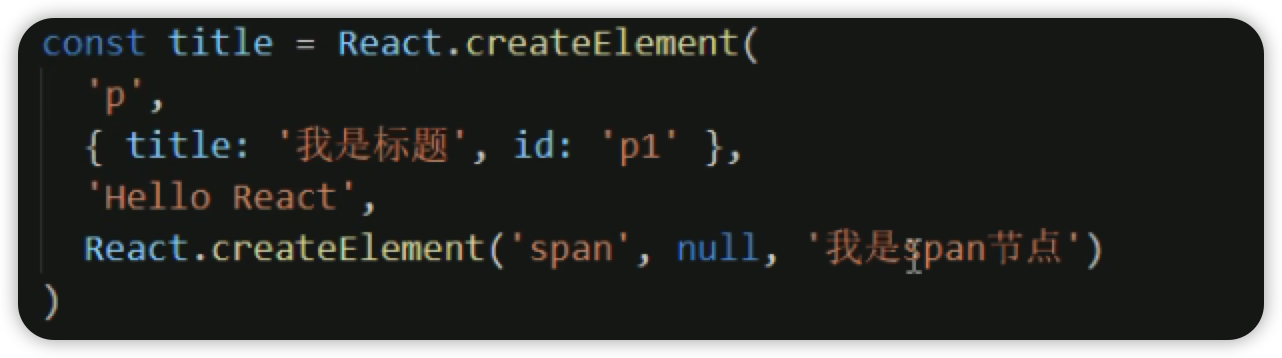 const title = React.createElement(
'p',
{ title: '我是标题', id: 'p1' },
'Hello React',
React.createElement('span', null, '我是span节点')
)